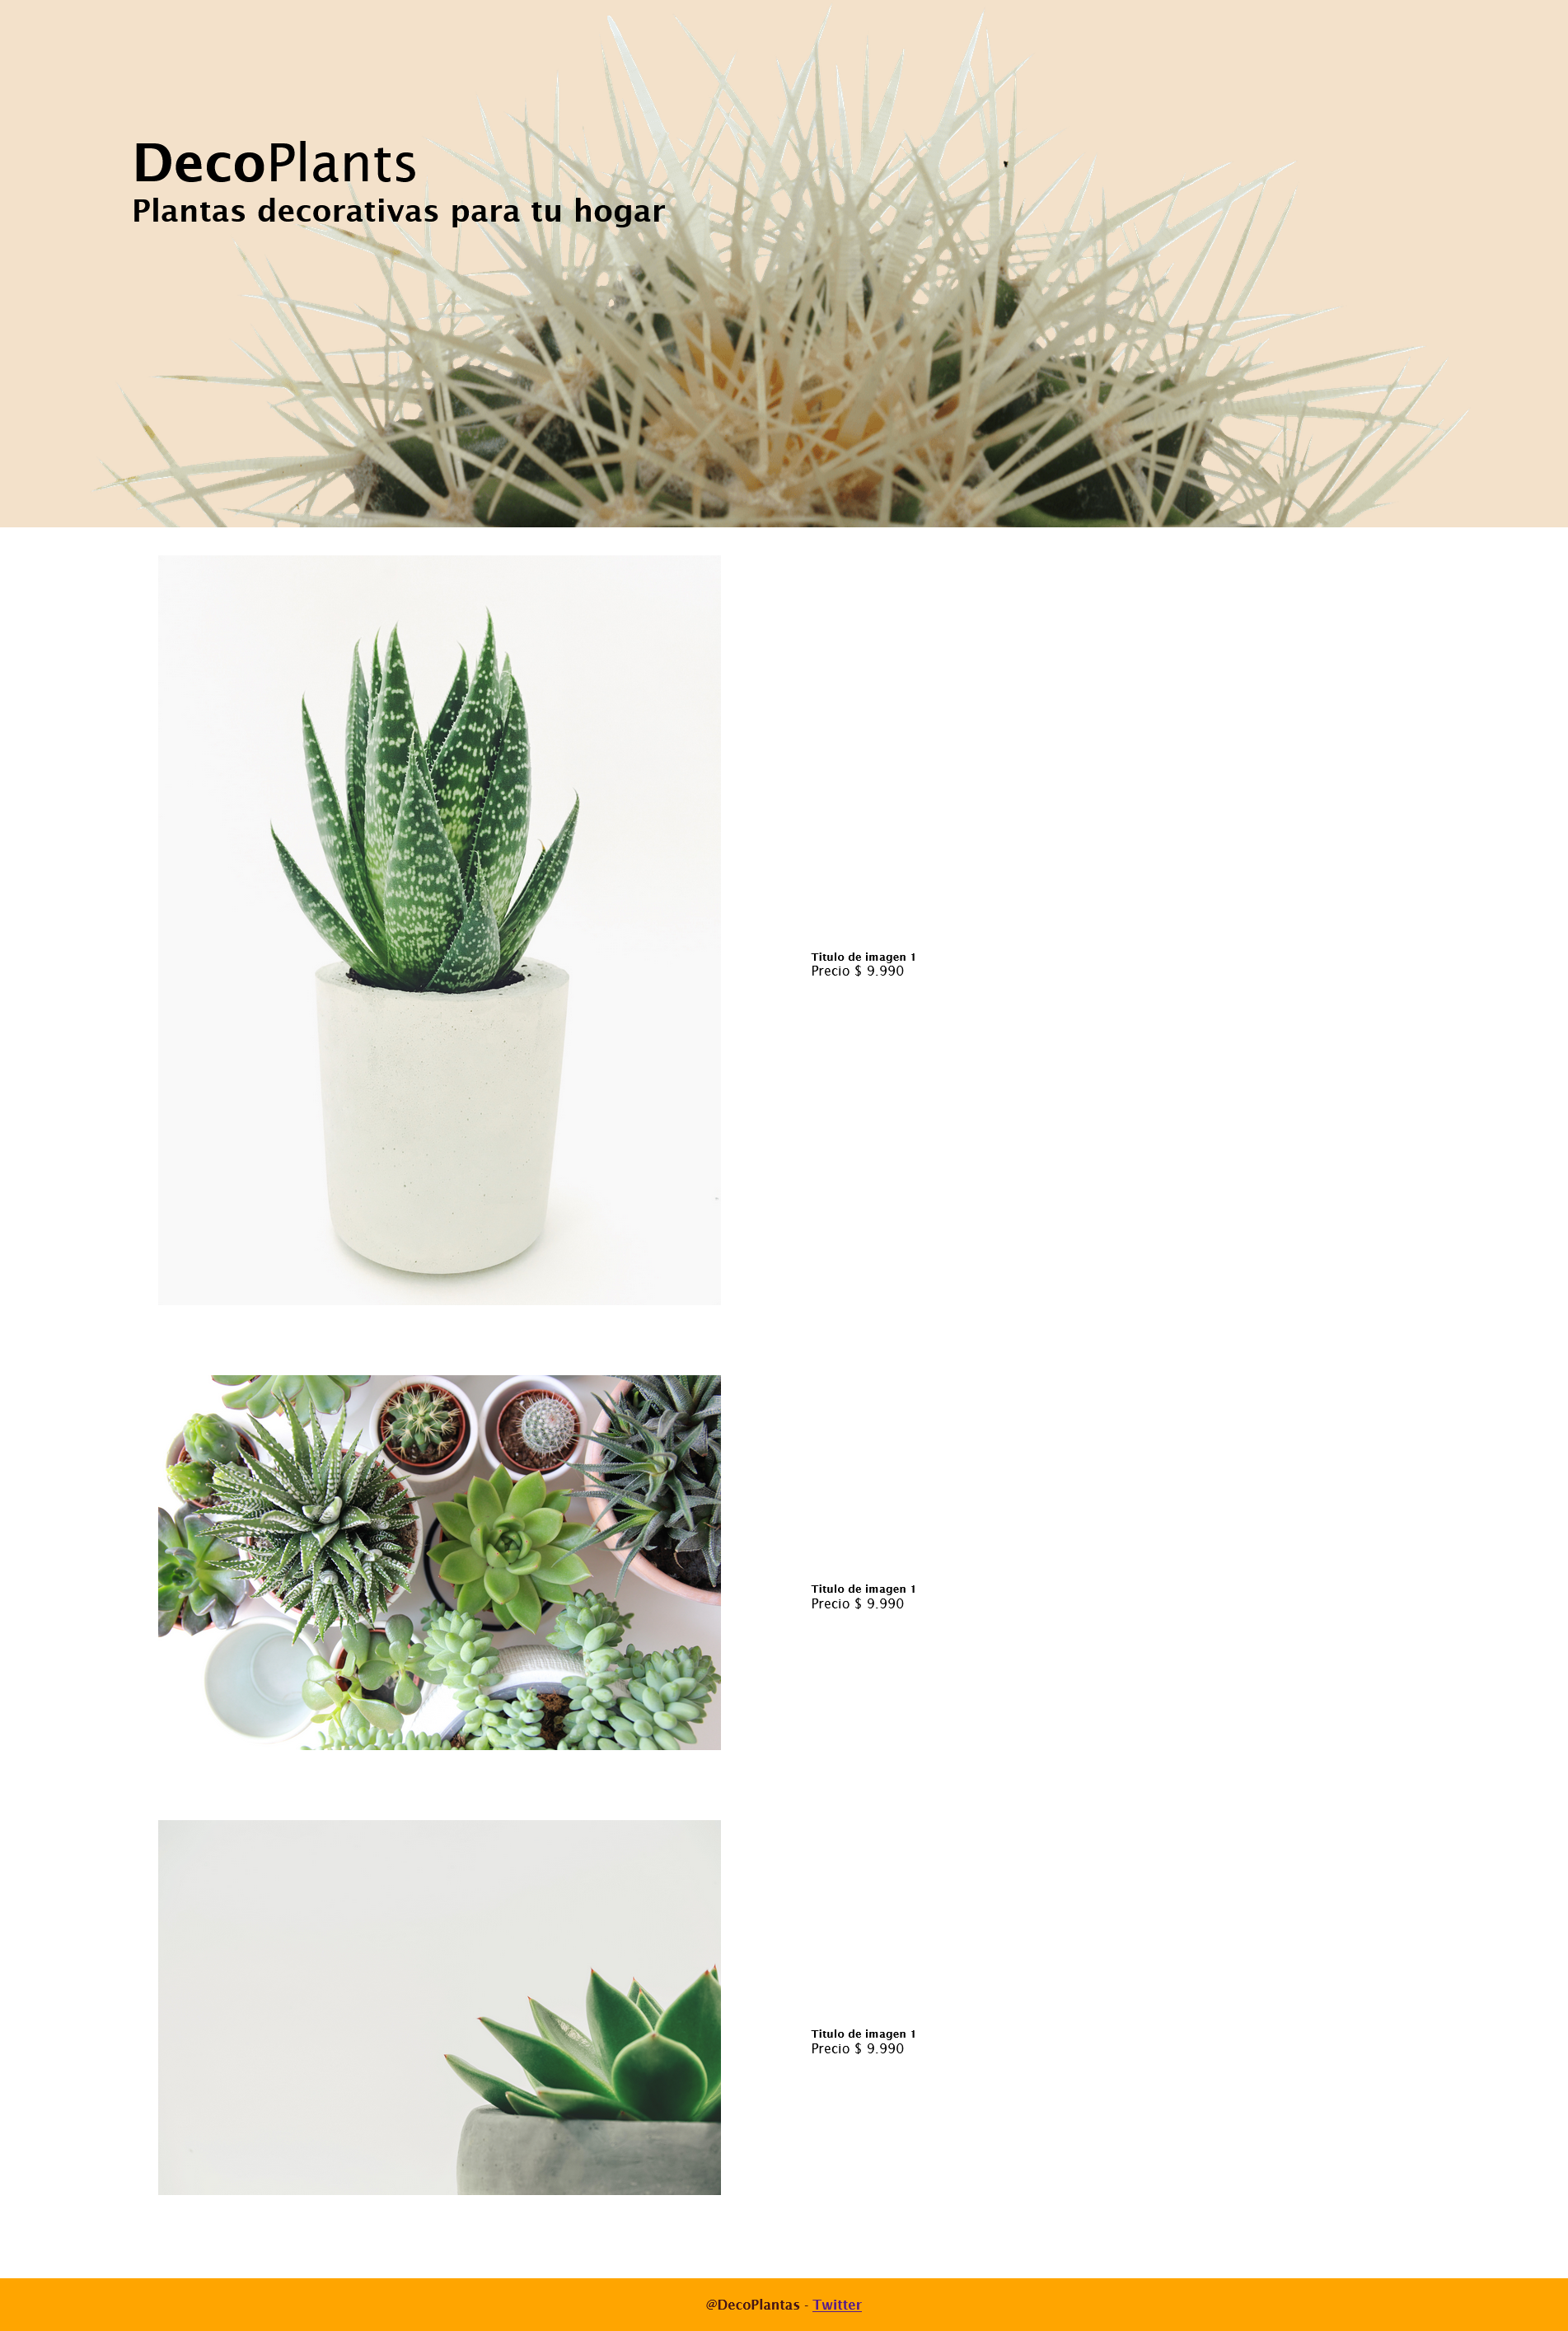 DecoPlants
Plantas decorativas para tu hogar
Titulo de imagen 1
Precio $ 9.990
Titulo de imagen 1
Precio $ 9.990
Titulo de imagen 1
Precio $ 9.990
@DecoPlantas - Twitter